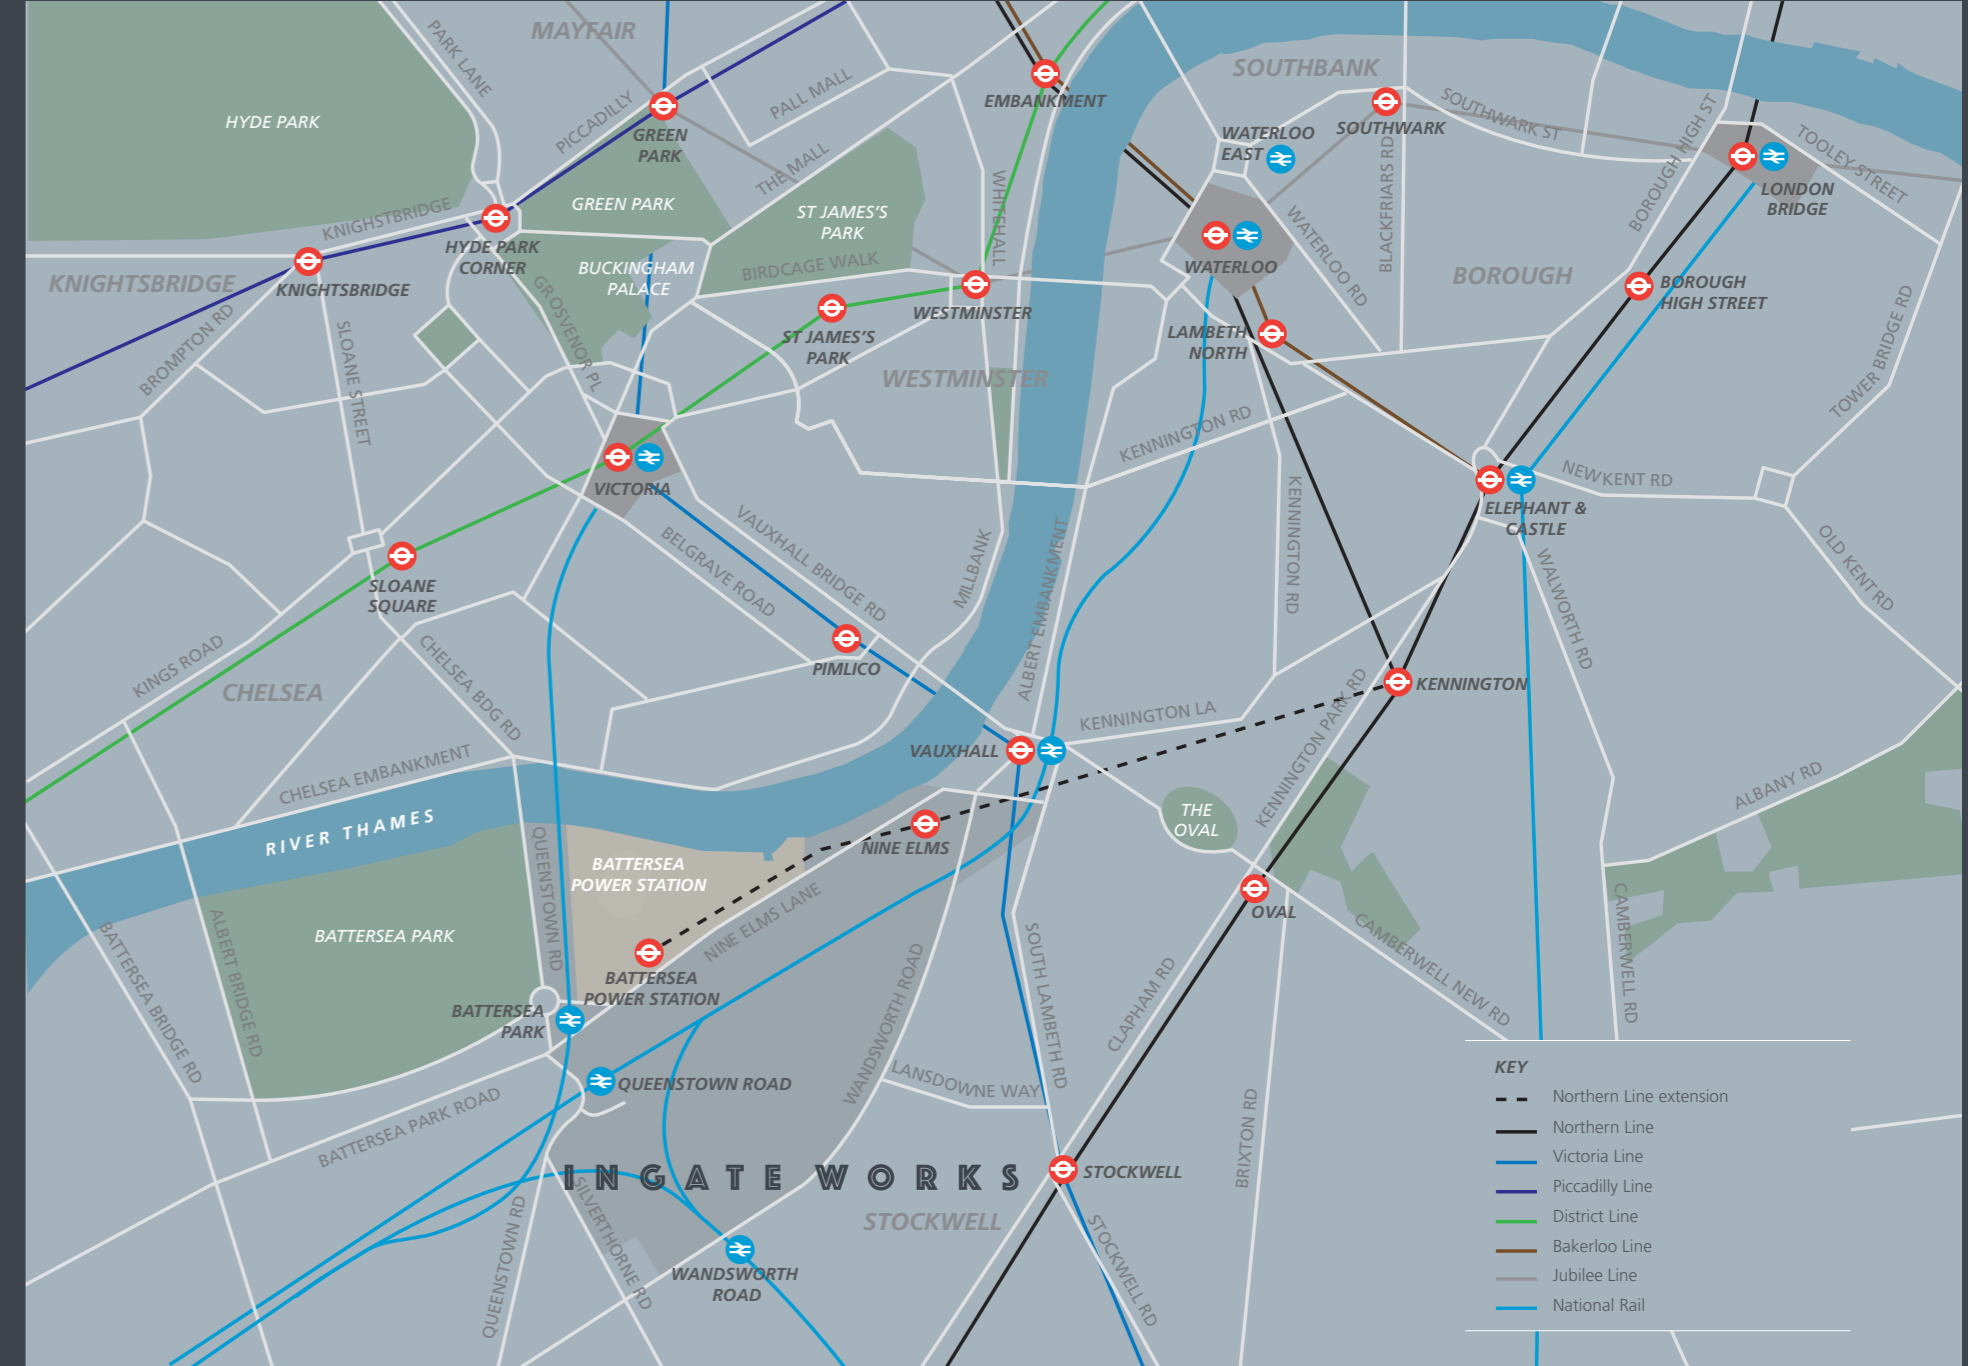 MAYFAIR
PARK LANE
HYDE PARK
PICCADILLY
GREEN
PARK
PALL MALL
THE MALL
EMBANKMENT
SOUTHBANK
WATERLOO
EAST
SOUTHWARK
SOUTHWARK ST
BLACKFRIARS RD
BOROUGH HIGH ST
TOOLEY STREET
LONDON
BRIDGE
KNIGHSTBRIDGE
HYDE PARK
CORNER
GREEN PARK
ST JAMES'S
PARK
WHITEHALL
WATERLOO
WATERLOO RD
KNIGHTSBRIDGE
KNIGHTSBRIDGE
BUCKINGHAM
PALACE
BIRDCAGE WALK
BOROUGH
BOROUGH
HIGH STREET
GROSVENOR PL
ST JAMES'S
PARK
WESTMINSTER
LAMBETH
NORTH
TOWER BRIDGE RD
BROMPTON RD
SLOANE STREET
WESTMINSTER
KENNINGTON RD
VICTORIA
NEW KENT RD
ELEPHANT &
CASTLE
KENNINGTON RD
VAUXHALL BRIDGE RD
BELGRAVE ROAD
MILLBANK
ALBERT EMBANKMENT
WALWORTH RD
OLD KENT RD
SLOANE
SQUARE
KINGS ROAD
CHELSEA
CHELSEA BDG RD
PIMLICO
KENNINGTON
KENNINGTON LA
KENNINGTON PARK RD
VAUXHALL
CHELSEA EMBANKMENT
ALBANY RD
RIVER THAMES
THE
OVAL
NINE ELMS
BATTERSEA
POWER STATION
QUEENSTOWN RD
NINE ELMS LANE
OVAL
CAMBERWELL NEW RD
CAMBERWELL RD
BATTERSEA PARK
BATTERSEA BRIDGE RD
ALBERT BRIDGE RD
BATTERSEA
POWER STATION
BATTERSEA
PARK
WANDSWORTH ROAD
SOUTH LAMBETH RD
CLAPHAM RD
QUEENSTOWN ROAD
LANSDOWNE WAY
BATTERSEA PARK ROAD
BRIXTON RD
INGATE WORKS
STOCKWELL
STOCKWELL
STOCKWELL RD
SILVERTHORNE RD
QUEENSTOWN RD
WANDSWORTH
ROAD
KEY
Northern Line extension
Northern Line
Victoria Line
Piccadilly Line
District Line
Bakerloo Line
Jubilee Line
National Rail